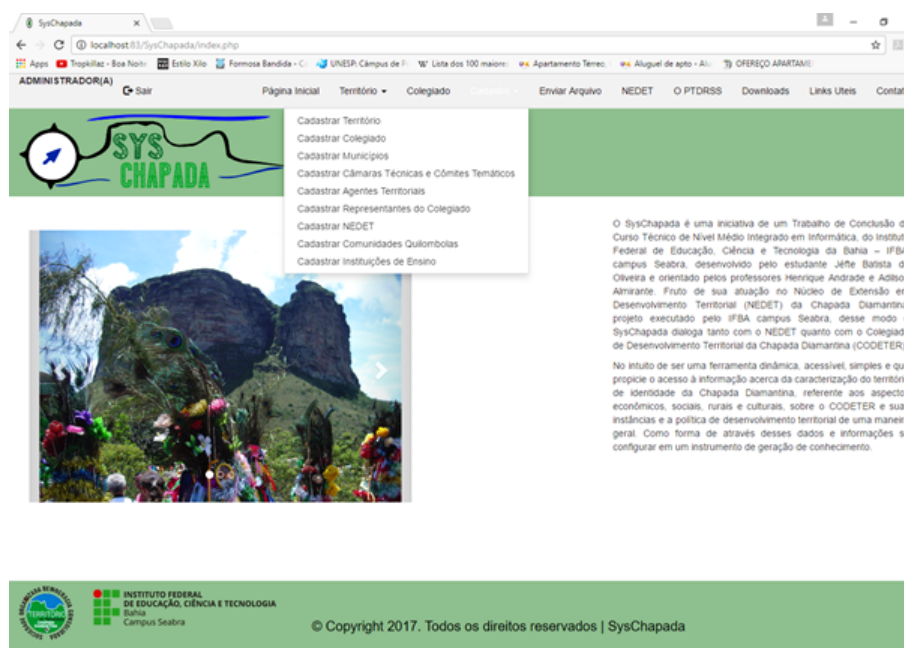 SysChapada
localhost:83/SysChapada/index.php
Apps Tropkillaz - Boa Noite Estilo Xilo Formosa Bandida - C UNESP: Câmpus de P W Lista dos 100 maiores Apartamento Térreo, Aluguel de apto - Alu OFEREÇO APARTAME
ADMINISTRADOR(A)
Sair Página Inicial Território Colegiado Cadastro Enviar Arquivo NEDET O PTDRSS Downloads Links Uteis Contat
SYS
CHAPADA
Cadastrar Território
Cadastrar Colegiado
Cadastrar Municípios
Cadastrar Câmaras Técnicas e Cômites Temáticos
Cadastrar Agentes Territoriais
Cadastrar Representantes do Colegiado
Cadastrar NEDET
Cadastrar Comunidades Quilombolas
Cadastrar Instituições de Ensino
O SysChapada é uma iniciativa de um Trabalho de Conclusão d
Curso Técnico de Nível Médio Integrado em Informática, do Institut
Federal de Educação, Ciência e Tecnologia da Bahia – IFBA
campus Seabra, desenvolvido pelo estudante Jéfte Batista d
Oliveira e orientado pelos professores Henrique Andrade e Adilso
Almirante. Fruto de sua atuação no Núcleo de Extensão em
Desenvolvimento Territorial (NEDET) da Chapada Diamantina
projeto executado pelo IFBA campus Seabra, desse modo
SysChapada dialoga tanto com o NEDET quanto com o Colegiad
de Desenvolvimento Territorial da Chapada Diamantina (CODETER)
No intuito de ser uma ferramenta dinâmica, acessível, simples e qu
propicie o acesso à informação acerca da caracterização do territóri
de identidade da Chapada Diamantina, referente aos aspecto
econômicos, sociais, rurais e culturais, sobre o CODETER e sua
instâncias e a política de desenvolvimento territorial de uma maneir
geral. Como forma de através desses dados e informações s
configurar em um instrumento de geração de conhecimento.
TERRITÓRIO
INSTITUTO FEDERAL
DE EDUCAÇÃO, CIÊNCIA E TECNOLOGIA
Bahia
Campus Seabra
© Copyright 2017. Todos os direitos reservados | SysChapada